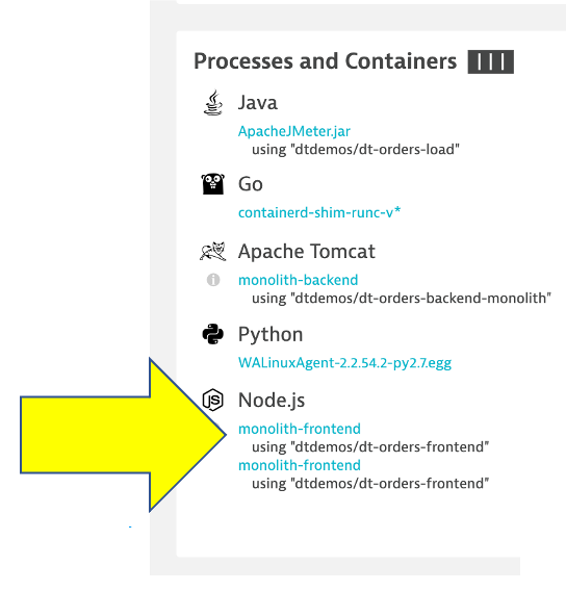 Processes and Containers
Java
ApacheJMeter.jar
using "dtdemos/dt-orders-load"
Go
containerd-shim-runc-v*
Apache Tomcat
monolith-backend
using "dtdemos/dt-orders-backend-monolith"
Python
WALinuxAgent-2.2.54.2-py2.7.egg
JS
Node.js
monolith-frontend
using "dtdemos/dt-orders-frontend"
monolith-frontend
using "dtdemos/dt-orders-frontend"